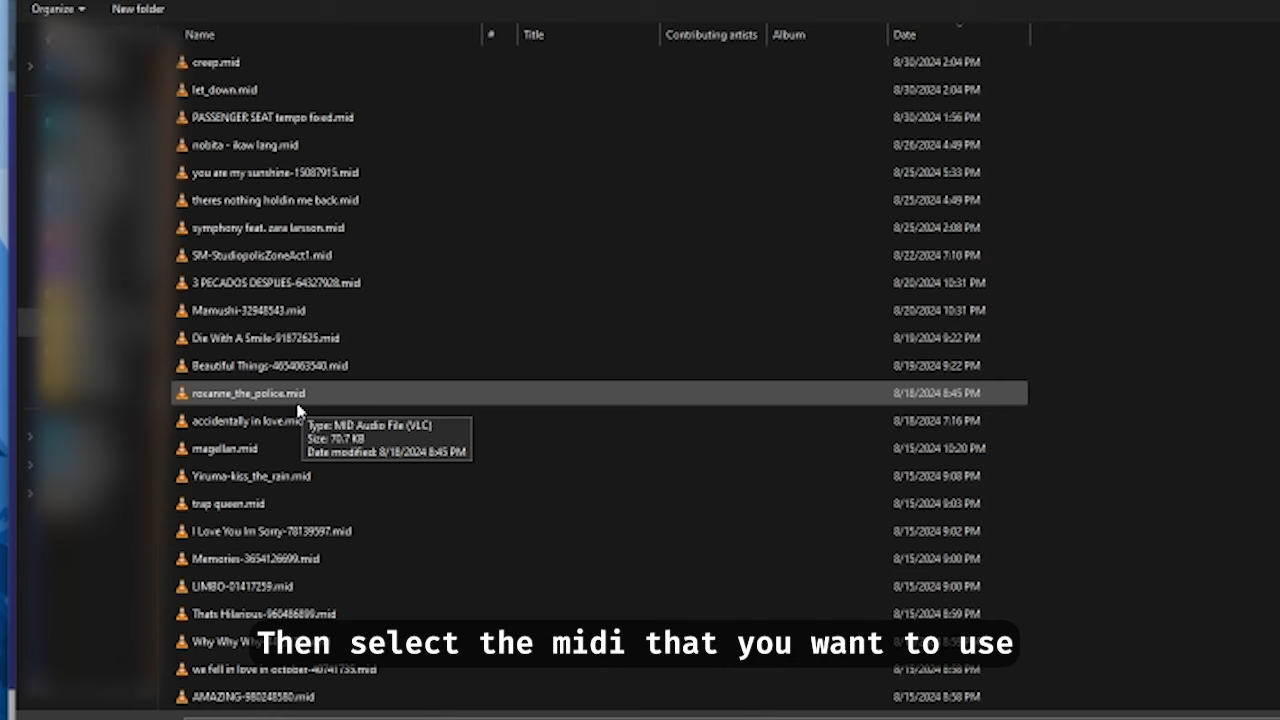 Organize New folder
Name # Title Contributing artists Album Date
creep.mid 8/30/2024 2:04 PM
let_down.mid 8/30/2024 2:04 PM
PASSENGER SEAT tempo fixed.mid 8/30/2024 1:56 PM
nobita - ikaw lang.mid 8/26/2024 4:49 PM
you are my sunshine-15087915.mid 8/25/2024 5:33 PM
theres nothing holdin me back.mid 8/25/2024 4:49 PM
symphony feat. zara larsson.mid 8/25/2024 2:08 PM
SM-StudiopolisZoneAct1.mid 8/22/2024 7:10 PM
3 PECADOS DESPUES-64327928.mid 8/20/2024 10:31 PM
Mamushi-32948543.mid 8/20/2024 10:31 PM
Die With A Smile-91872625.mid 8/19/2024 9:22 PM
Beautiful Things-4654063540.mid 8/19/2024 9:22 PM
roxanne_the_police.mid 8/18/2024 8:45 PM
accidentally in love.mid 8/18/2024 7:16 PM
Type: MID Audio File (VLC)
Size: 70.7 KB
Date modified: 8/18/2024 8:45 PM
magellan.mid 8/15/2024 10:20 PM
Yiruma-kiss_the_rain.mid 8/15/2024 9:08 PM
trap queen.mid 8/15/2024 9:03 PM
I Love You Im Sorry-78139597.mid 8/15/2024 9:02 PM
Memories-3654126699.mid 8/15/2024 9:00 PM
LIMBO-01417259.mid 8/15/2024 9:00 PM
Thats Hilarious-960486899.mid 8/15/2024 8:59 PM
Why Why W
Then select the midi that you want to use
we fell in love in october-40741735.mid 8/15/2024 8:58 PM
AMAZING-980248580.mid 8/15/2024 8:58 PM